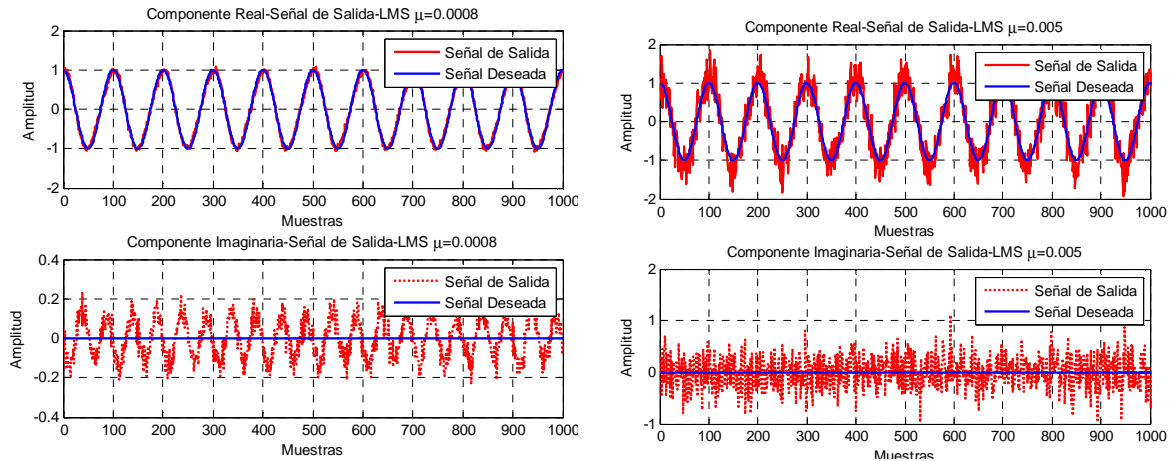 Componente Real-Señal de Salida-LMS μ=0.0008
2
1
0
-1
-2
Amplitud
Señal de Salida
Señal Deseada
0 100 200 300 400 500 600 700 800 900 1000
Muestras
Componente Imaginaria-Señal de Salida-LMS μ=0.0008
0.4
0.2
0
-0.2
-0.4
Amplitud
Señal de Salida
Señal Deseada
0 100 200 300 400 500 600 700 800 900 1000
Muestras
Componente Real-Señal de Salida-LMS μ=0.005
2
1
0
-1
-2
Amplitud
Señal de Salida
Señal Deseada
0 100 200 300 400 500 600 700 800 900 1000
Muestras
Componente Imaginaria-Señal de Salida-LMS μ=0.005
2
1
0
-1
Amplitud
Señal de Salida
Señal Deseada
0 100 200 300 400 500 600 700 800 900 1000
Muestras